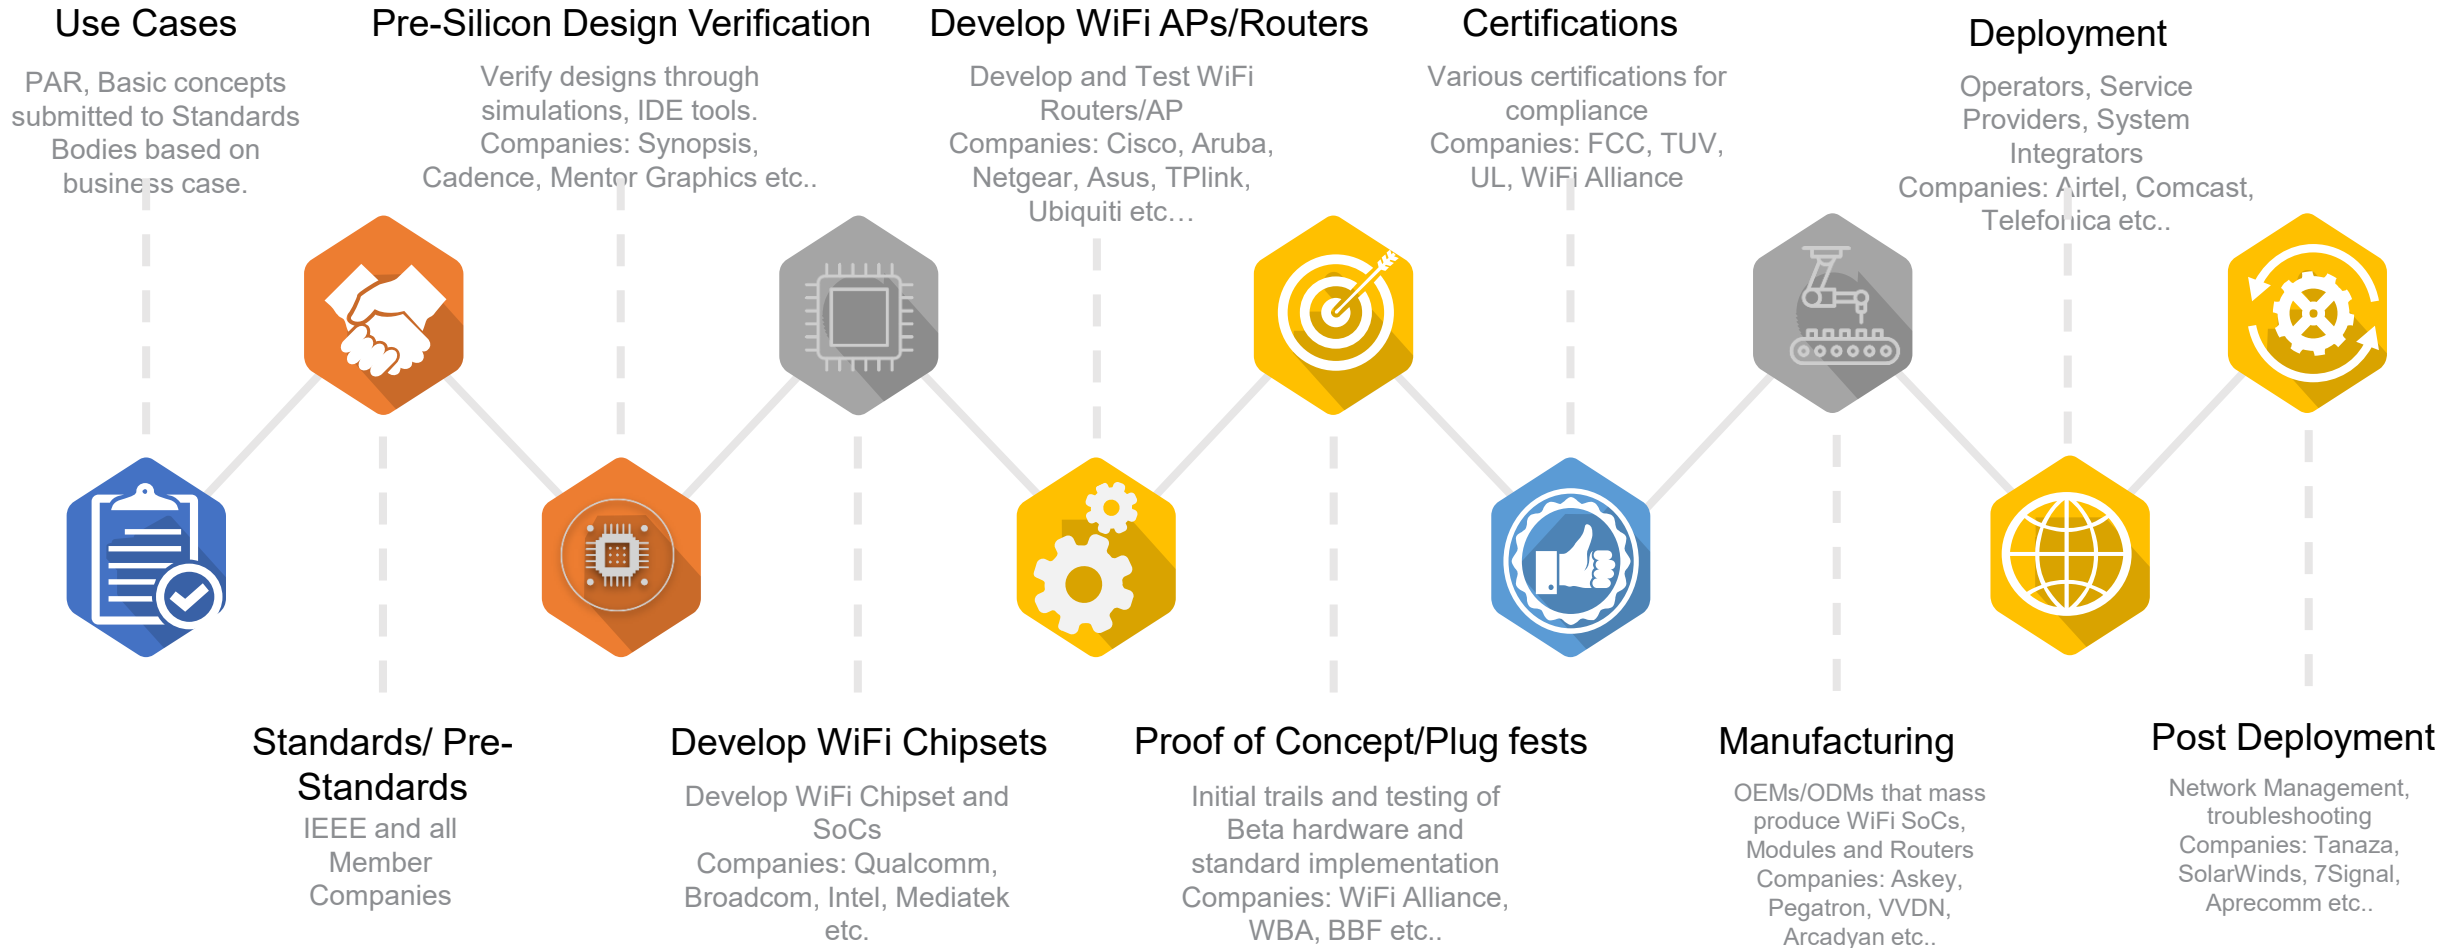 Use Cases
PAR, Basic concepts
submitted to Standards
Bodies based on
business case.
Standards/ Pre-
Standards
IEEE and all
Member
Companies
Pre-Silicon Design Verification
Verify designs through
simulations, IDE tools.
Companies: Synopsis,
Cadence, Mentor Graphics etc..
Develop WiFi Chipsets
Develop WiFi Chipset and
SoCs
Companies: Qualcomm,
Broadcom, Intel, Mediatek
etc.
Develop WiFi APs/Routers
Develop and Test WiFi
Routers/AP
Companies: Cisco, Aruba,
Netgear, Asus, TPlink,
Ubiquiti etc…
Proof of Concept/Plug fests
Initial trails and testing of
Beta hardware and
standard implementation
Companies: WiFi Alliance,
WBA, BBF etc..
Certifications
Various certifications for
compliance
Companies: FCC, TUV,
UL, WiFi Alliance
Manufacturing
OEMs/ODMs that mass
produce WiFi SoCs,
Modules and Routers
Companies: Askey,
Pegatron, VVDN,
Arcadyan etc..
Deployment
Operators, Service
Providers, System
Integrators
Companies: Airtel, Comcast,
Telefonica etc..
Post Deployment
Network Management,
troubleshooting
Companies: Tanaza,
SolarWinds, 7Signal,
Aprecomm etc..